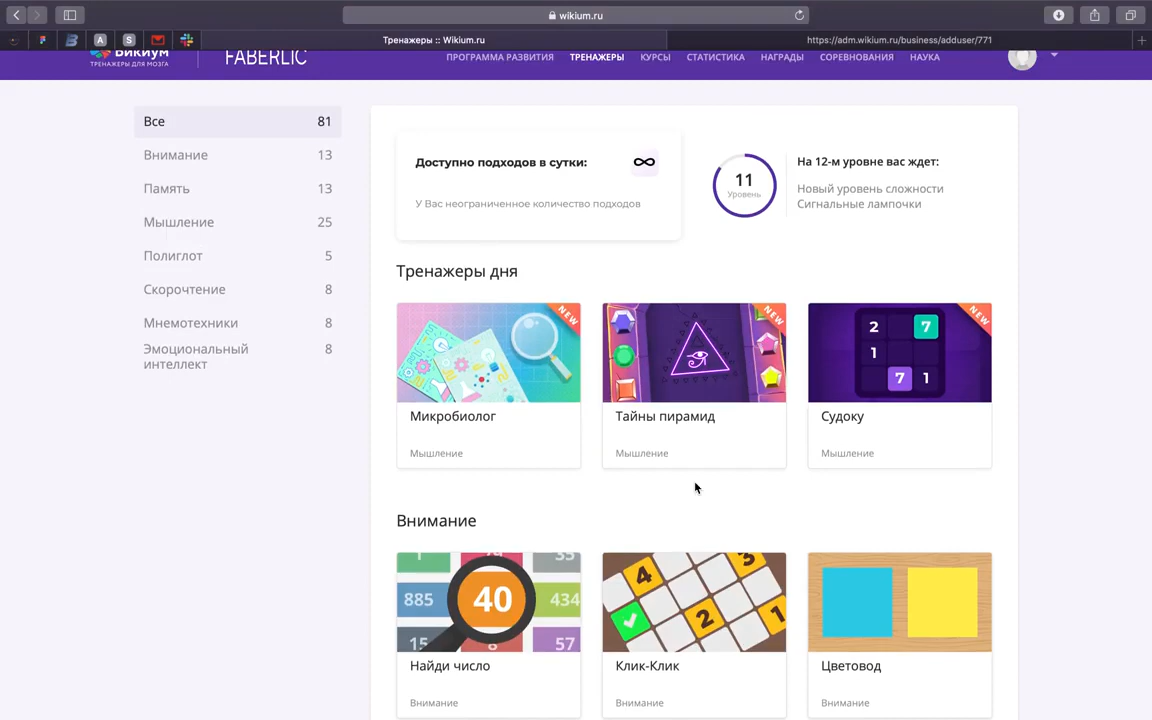 wikium.ru
A
S
Тренажеры :: Wikium.ru
https://adm.wikium.ru/business/adduser/771
Викиум
ТРЕНАЖЕРЫ ДЛЯ МОЗГА
FABERLIC
ПРОГРАММА РАЗВИТИЯ
ТРЕНАЖЕРЫ
КУРСЫ
СТАТИСТИКА
НАГРАДЫ
СОРЕВНОВАНИЯ
НАУКА
Все 81
Внимание 13
Память 13
Мышление 25
Полиглот 5
Скорочтение 8
Мнемотехники 8
Эмоциональный 8
интеллект
Доступно подходов в сутки:
У Вас неограниченное количество подходов
11
Уровень
На 12-м уровне вас ждет:
Новый уровень сложности
Сигнальные лампочки
Тренажеры дня
NEW
Микробиолог
Мышление
NEW
Тайны пирамид
Мышление
NEW
2 7
1
7 1
Судоку
Мышление
Внимание
885
40
434
15
57
Найди число
Внимание
3
4
2
1
Клик-Клик
Внимание
Цветовод
Внимание